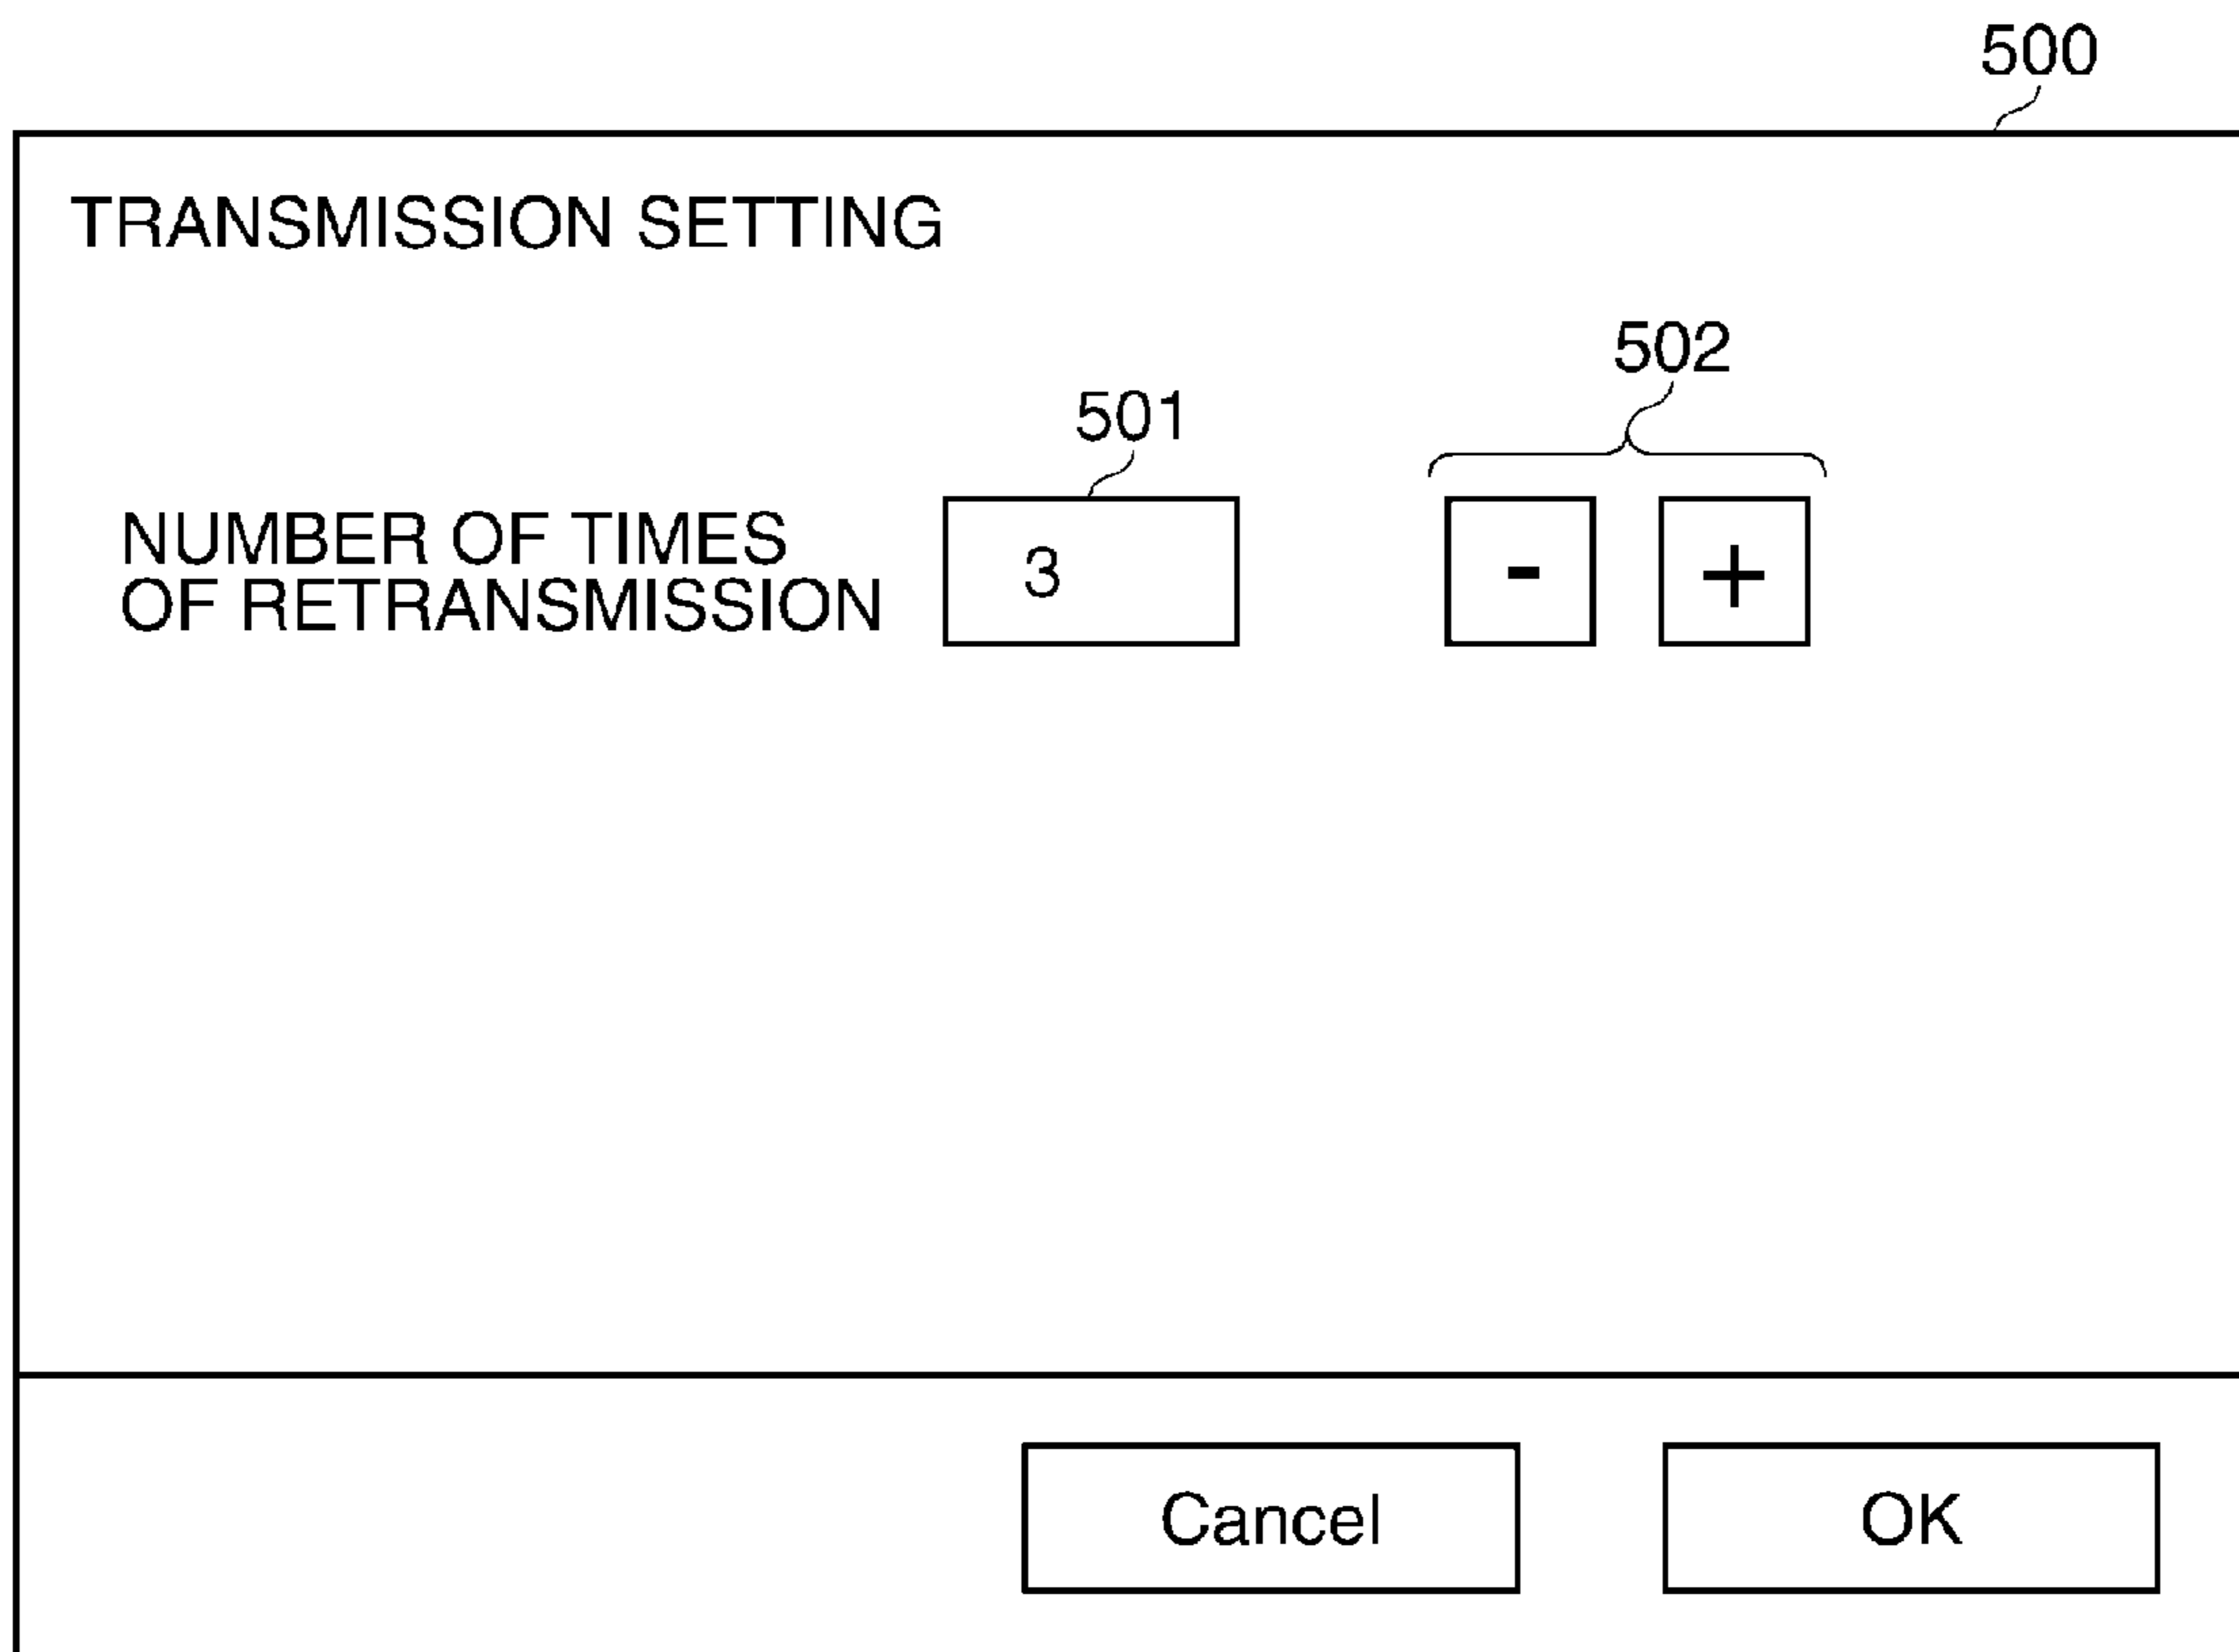 500
TRANSMISSION SETTING
502
501
NUMBER OF TIMES
OF RETRANSMISSION
3
-
+
Cancel
OK